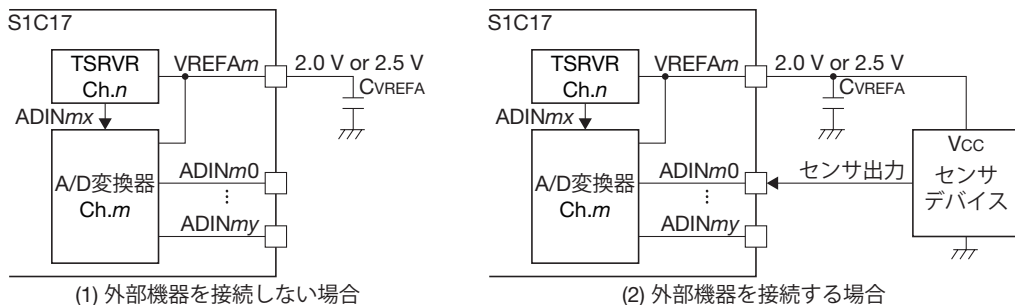 S1C17
TSRVR
Ch.n
VREFAm
2.0 V or 2.5 V
CVREFA
ADINmx
A/D変換器
Ch.m
ADINm0
⋮
ADINmy
(1) 外部機器を接続しない場合
S1C17
TSRVR
Ch.n
VREFAm
2.0 V or 2.5 V
CVREFA
ADINmx
A/D変換器
Ch.m
ADINm0
⋮
ADINmy
センサ出力
VCC
センサ
デバイス
(2) 外部機器を接続する場合